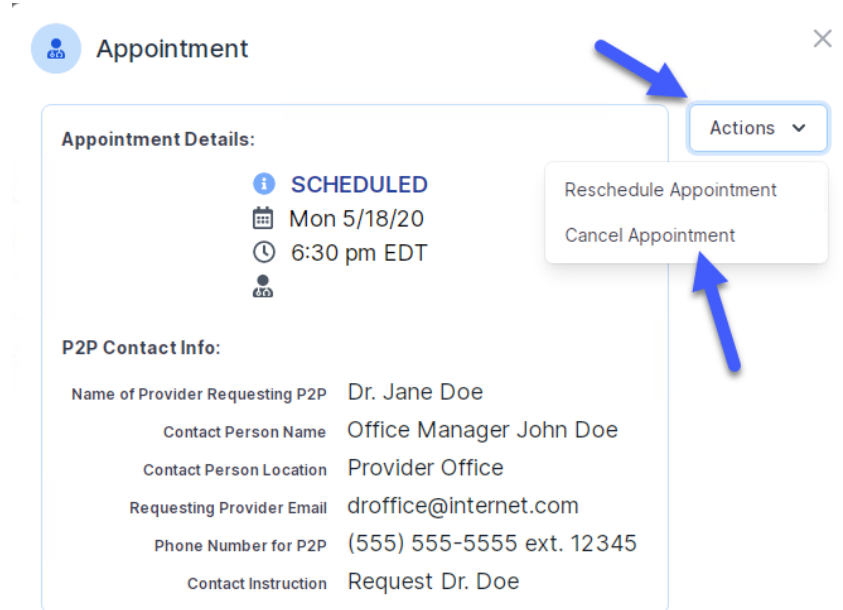 Appointment
Actions
Appointment Details:
SCHEDULED
Mon 5/18/20
6:30 pm EDT
Reschedule Appointment
Cancel Appointment
P2P Contact Info:
Name of Provider Requesting P2P Dr. Jane Doe
Contact Person Name Office Manager John Doe
Contact Person Location Provider Office
Requesting Provider Email droffice@internet.com
Phone Number for P2P (555) 555-5555 ext. 12345
Contact Instruction Request Dr. Doe